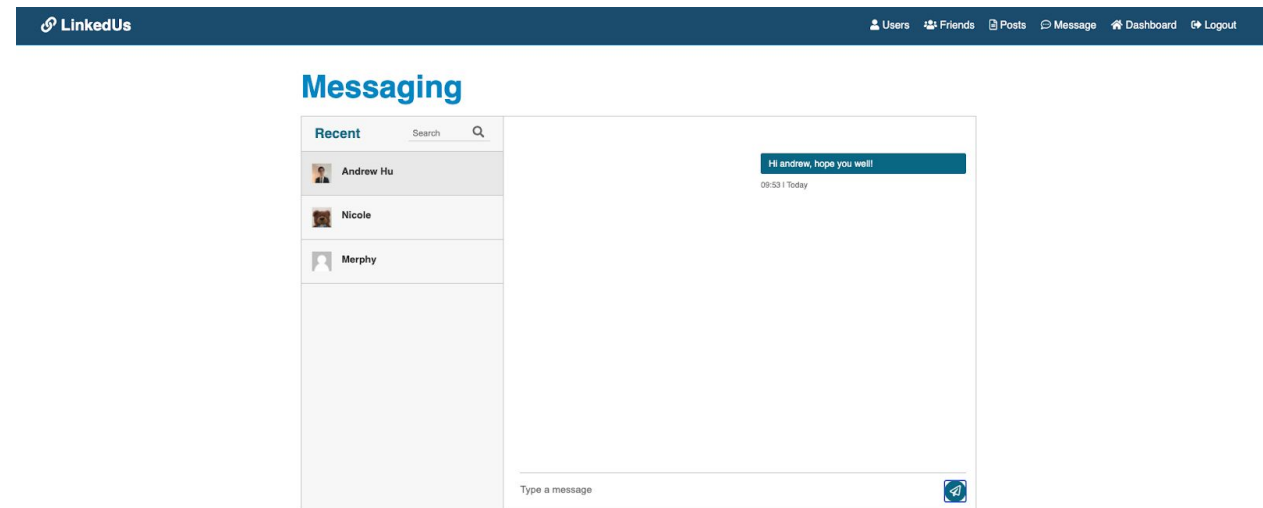 LinkedUs
Users Friends Posts Message Dashboard Logout
Messaging
Recent Search
Andrew Hu
Nicole
Merphy
Hi andrew, hope you well!
09:53 | Today
Type a message